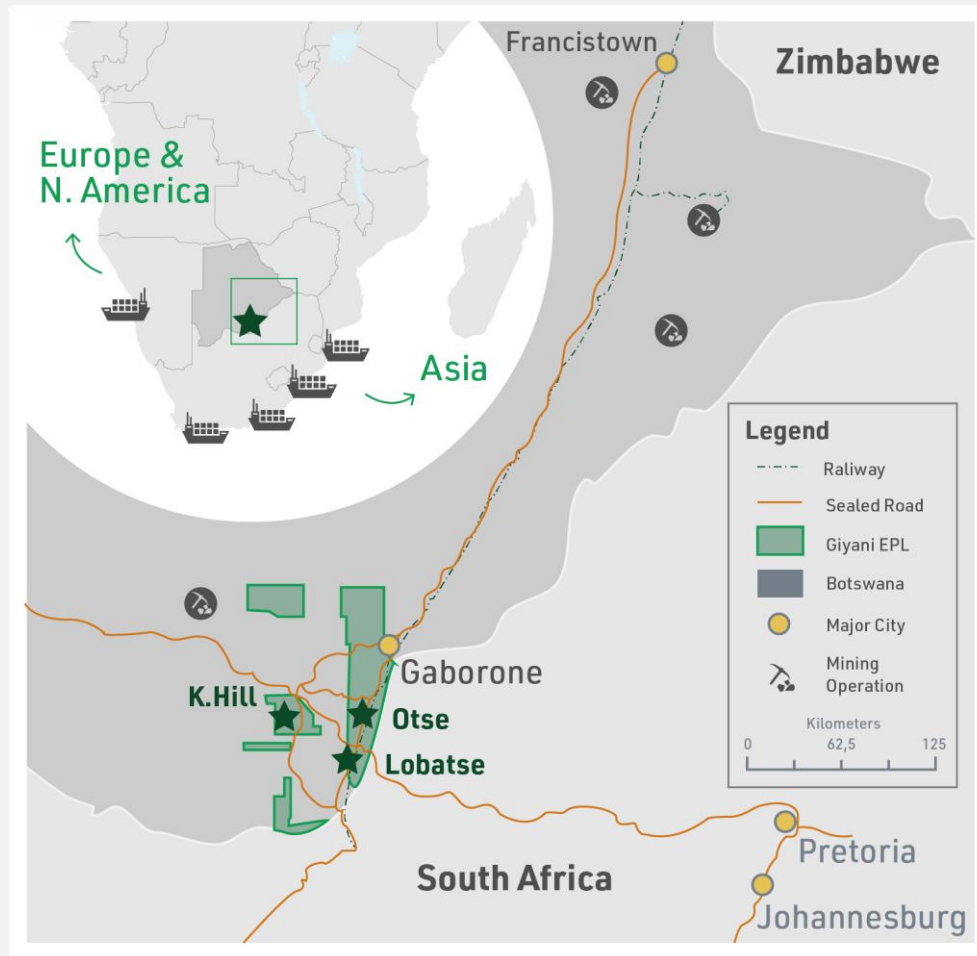 Francistown
Zimbabwe
Europe &
N. America
Asia
Legend
Raliway
Sealed Road
Giyani EPL
Botswana
Major City
Mining
Operation
Kilometers
0 62,5 125
Gaborone
K.Hill
Otse
Lobatse
South Africa
Pretoria
Johannesburg